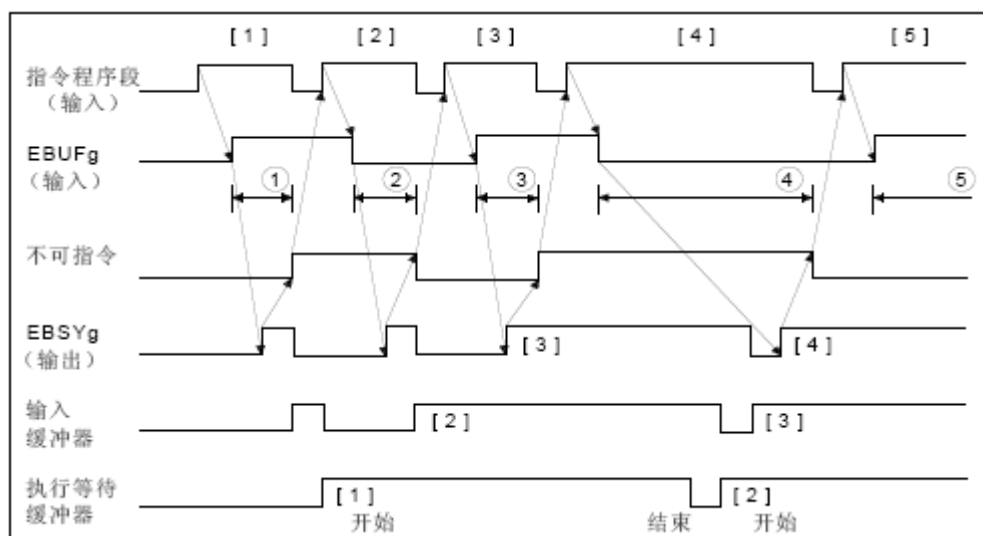 [1] [2] [3] [4] [5]
指令程序段
（输入）
EBUFg
（输入）
① ② ③ ④ ⑤
不可指令
EBSYg
（输出）
[3] [4]
输入
缓冲器
[2] [3]
执行等待
缓冲器
[1] [2]
开始 结束 开始